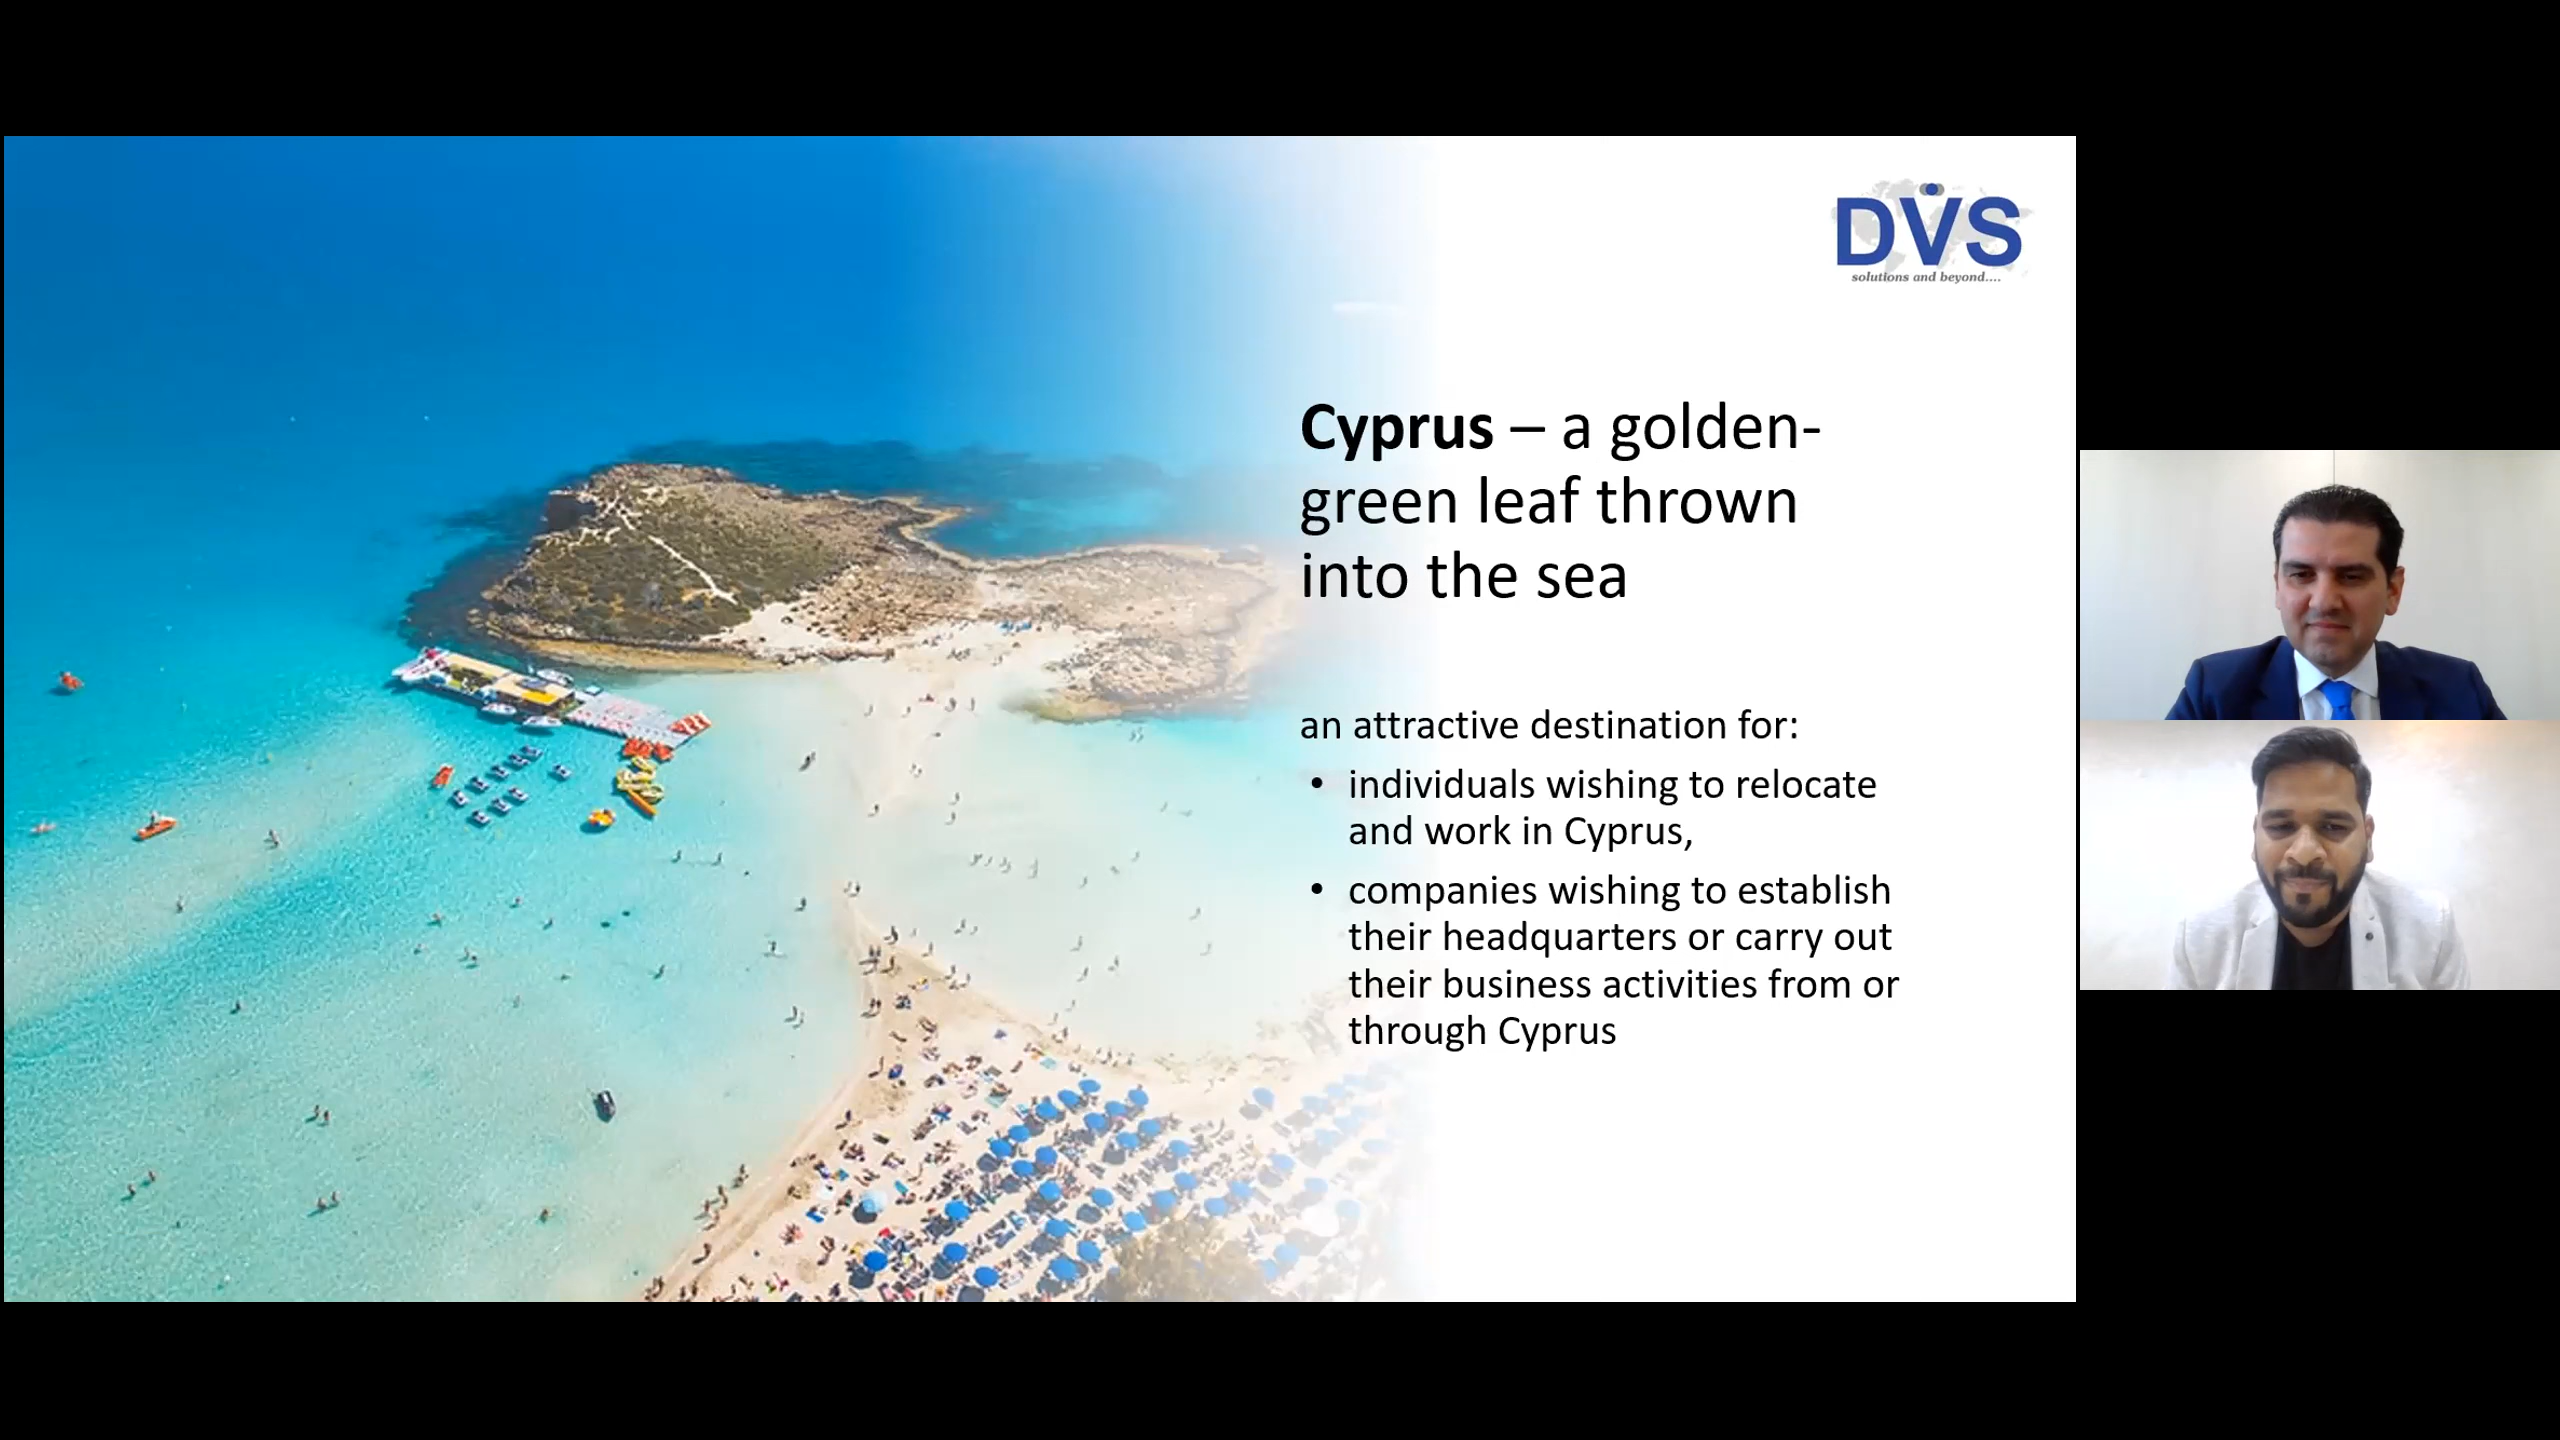 DVS
solutions and beyond....
Cyprus – a golden-
green leaf thrown
into the sea
an attractive destination for:
• individuals wishing to relocate
and work in Cyprus,
• companies wishing to establish
their headquarters or carry out
their business activities from or
through Cyprus